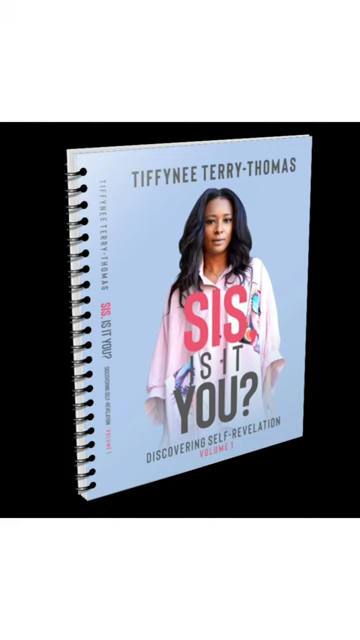 TIFFYNEE TERRY-THOMAS
SIS,
IS IT
YOU?
DISCOVERING SELF-REVELATION
VOLUME 1
TIFFYNEE TERRY-THOMAS
SIS, IS IT YOU?
DISCOVERING SELF-REVELATION
VOLUME 1